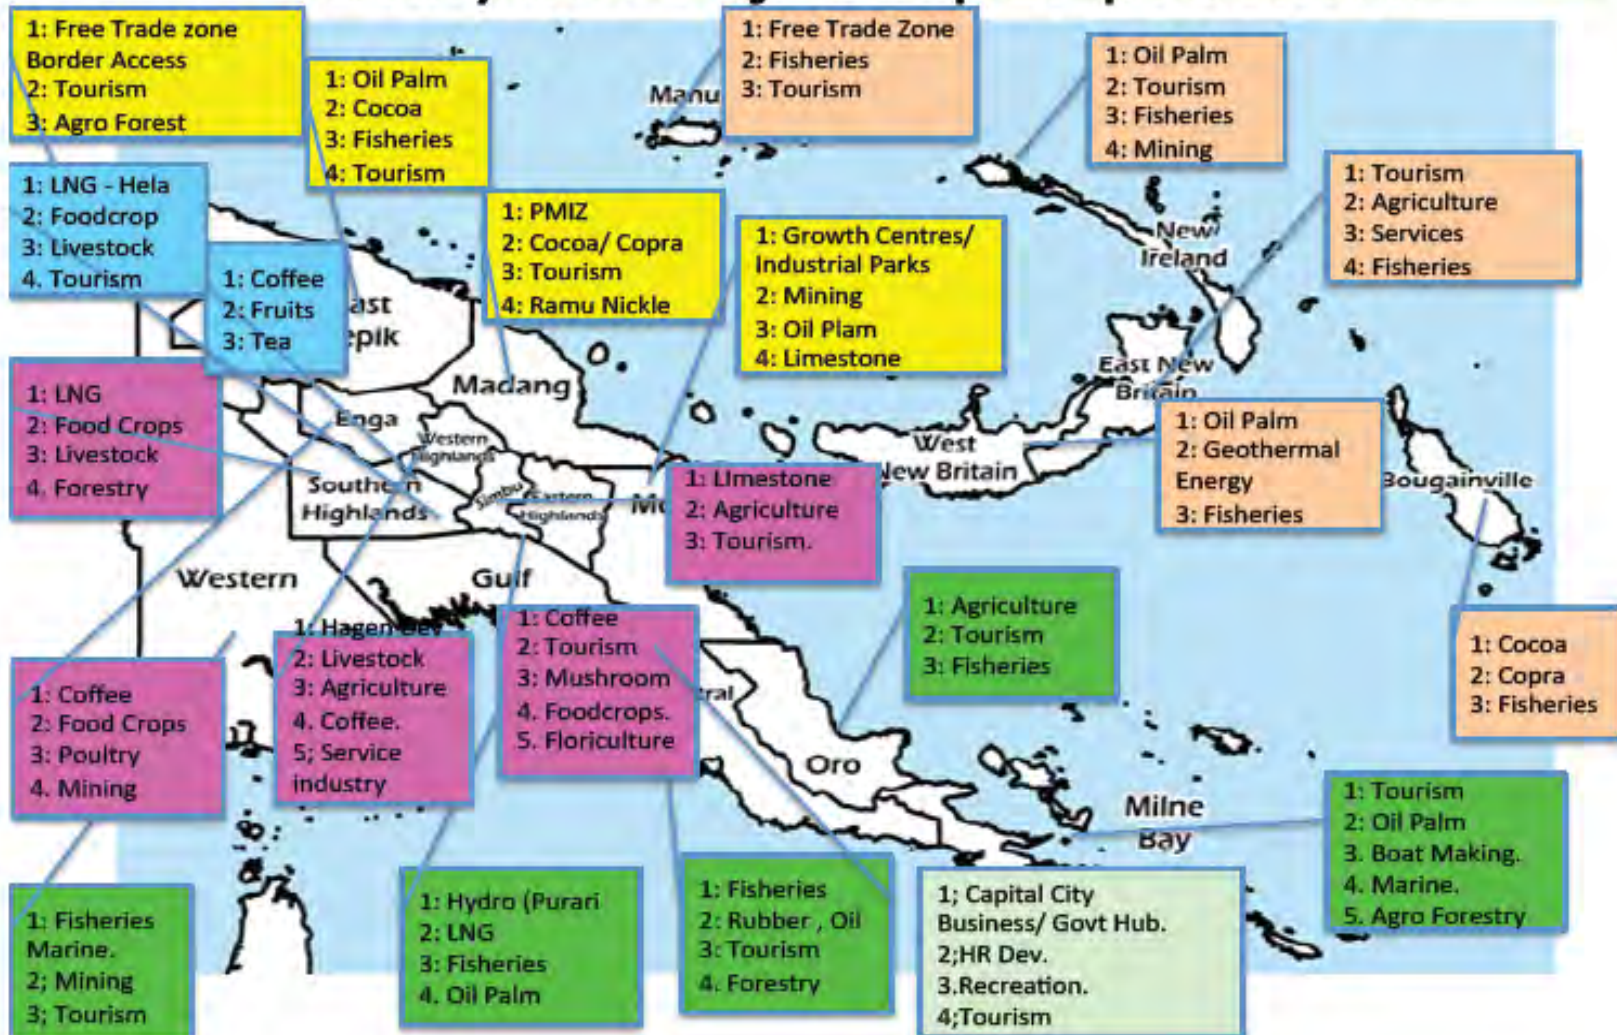 1: Free Trade zone
Border Access
2: Tourism
3: Agro Forest
1: Oil Palm
2: Cocoa
3: Fisheries
4: Tourism
1: Free Trade Zone
2: Fisheries
3: Tourism
Manu
1: Oil Palm
2: Tourism
3: Fisheries
4: Mining
1: Tourism
2: Agriculture
3: Services
4: Fisheries
1: LNG - Hela
2: Foodcrop
3: Livestock
4. Tourism
1: Coffee
2: Fruits
3: Tea
1: PMIZ
2: Cocoa/ Copra
3: Tourism
4: Ramu Nickle
1: Growth Centres/
Industrial Parks
2: Mining
3: Oil Plam
4: Limestone
New
Ireland
ast
epik
Madang
East New
Britain
1: LNG
2: Food Crops
3: Livestock
4. Forestry
Enga
Western
Highlands
Southern
Highlands
Simbu
Eastern
Highlands
Mo
West
New Britain
1: LImestone
2: Agriculture
3: Tourism.
1: Oil Palm
2: Geothermal
Energy
3: Fisheries
Bougainville
Western
Gulf
1: Coffee
2: Food Crops
3: Poultry
4. Mining
1: Hagen Dev
2: Livestock
3: Agriculture
4. Coffee.
5; Service
industry
1: Coffee
2: Tourism
3: Mushroom
4. Foodcrops.
5. Floriculture
tral
1: Agriculture
2: Tourism
3: Fisheries
1: Cocoa
2: Copra
3: Fisheries
Oro
Milne
Bay
1: Tourism
2: Oil Palm
3. Boat Making.
4. Marine.
5. Agro Forestry
1: Fisheries
Marine.
2; Mining
3; Tourism
1: Hydro (Purari
2: LNG
3: Fisheries
4. Oil Palm
1: Fisheries
2: Rubber , Oil
3: Tourism
4. Forestry
1; Capital City
Business/ Govt Hub.
2;HR Dev.
3.Recreation.
4;Tourism